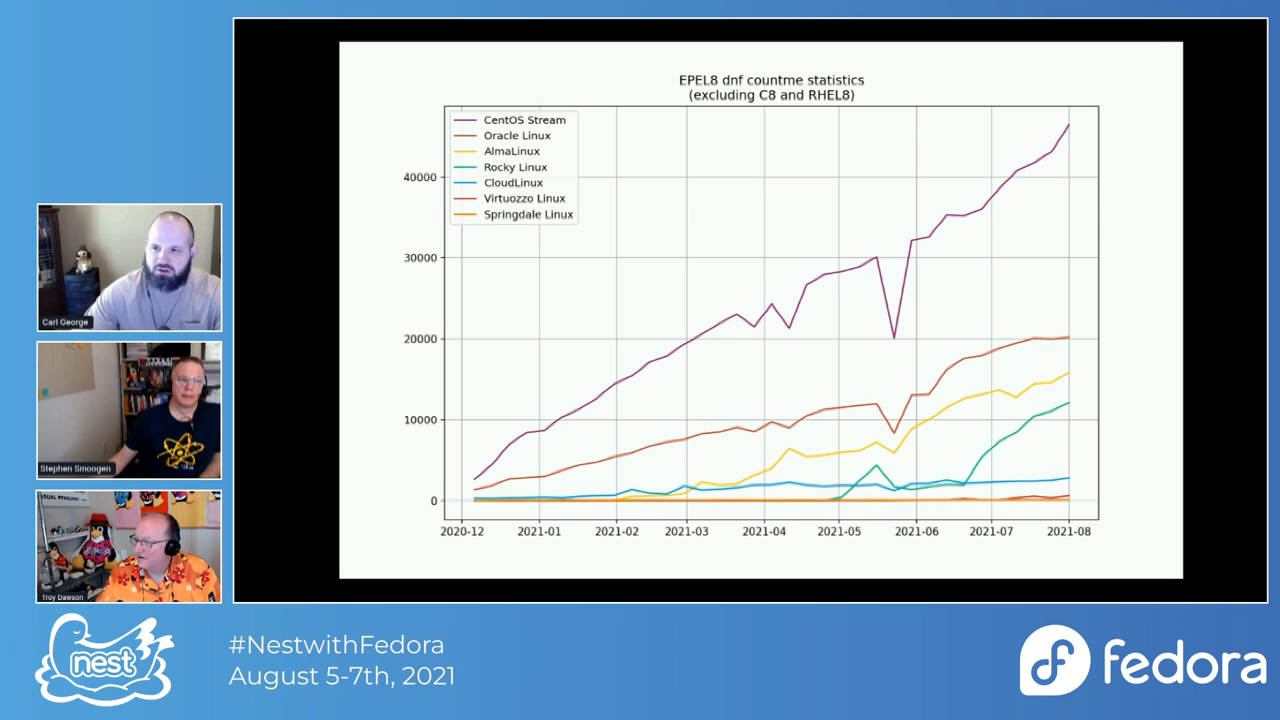 EPEL8 dnf countme statistics
(excluding C8 and RHEL8)
CentOS Stream
Oracle Linux
AlmaLinux
Rocky Linux
CloudLinux
Virtuozzo Linux
Springdale Linux
40000
30000
20000
10000
0
2020-12 2021-01 2021-02 2021-03 2021-04 2021-05 2021-06 2021-07 2021-08
Carl George
Stephen Smoogen
Troy Dawson
nest
#NestwithFedora
August 5-7th, 2021
fedora